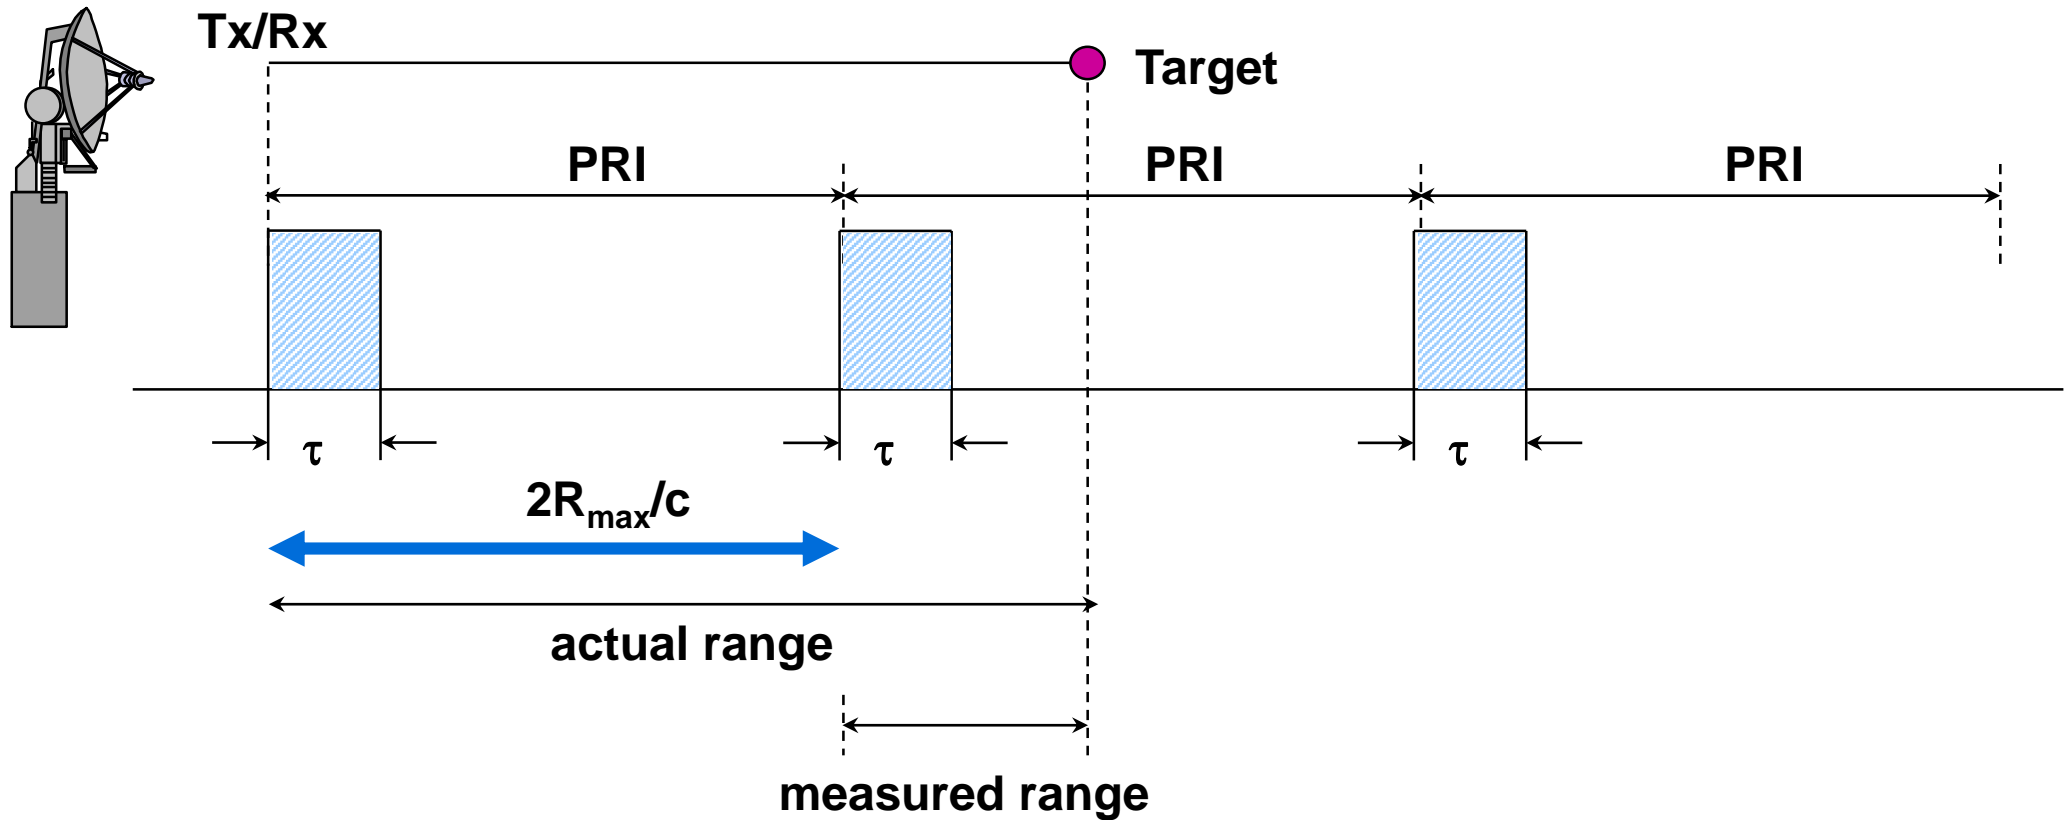 Tx/Rx
Target
PRI PRI PRI
τ τ τ
2Rmax/c
actual range
measured range